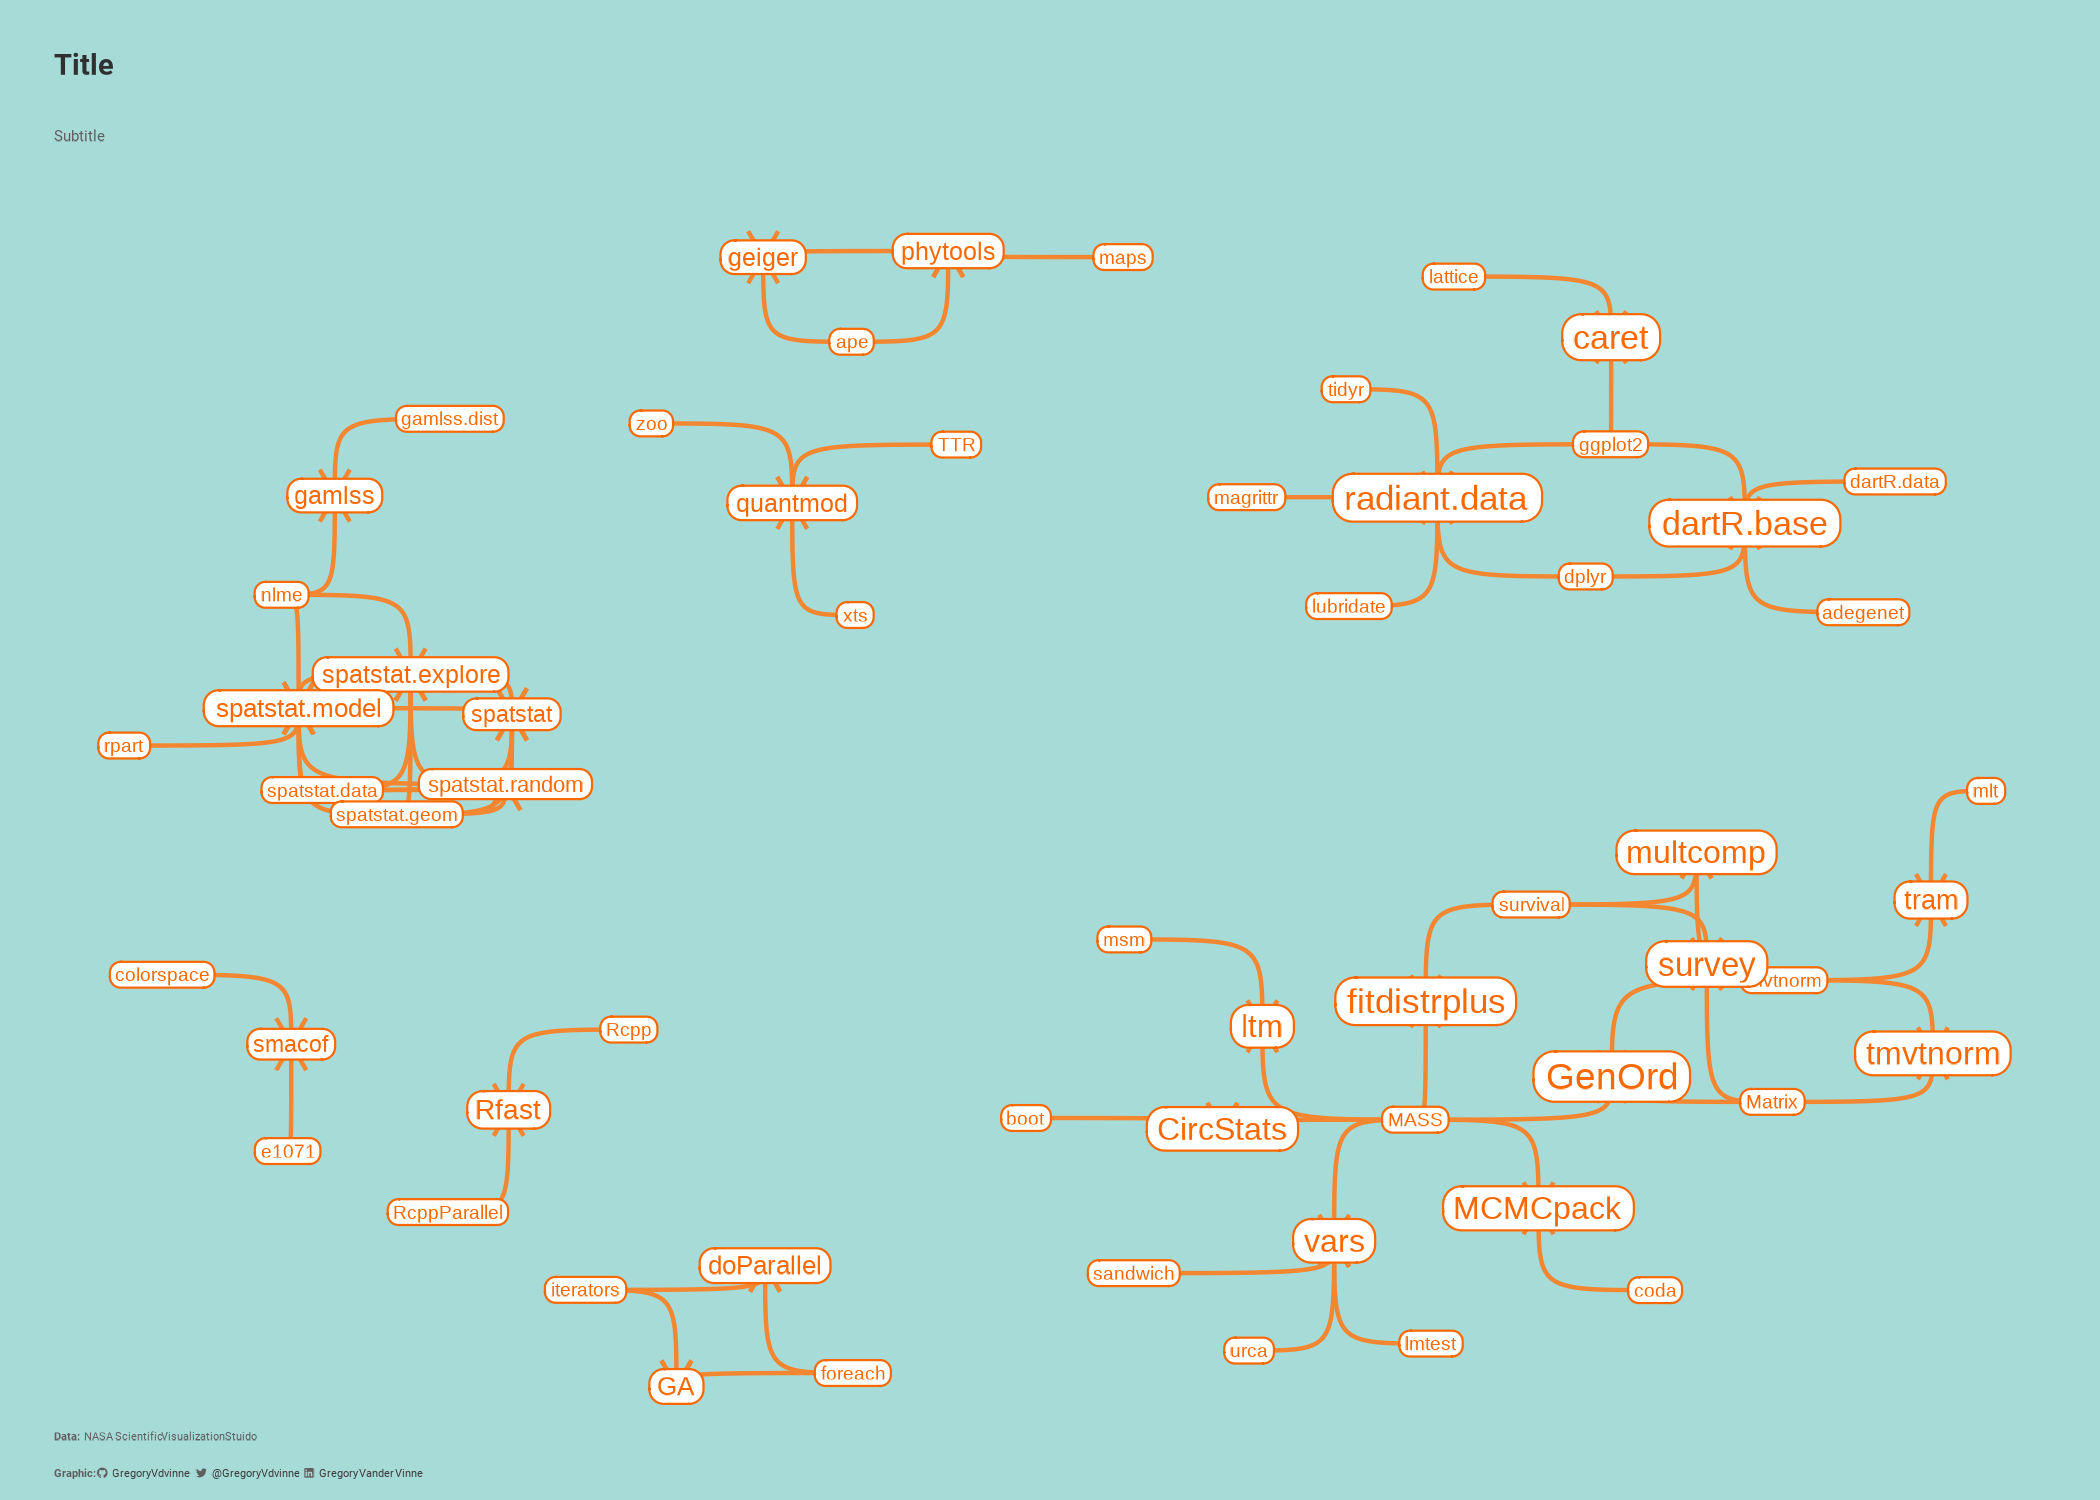 Title
Subtitle
geiger
phytools
maps
ape
lattice
caret
tidyr
ggplot2
magrittr
radiant.data
dartR.data
dartR.base
dplyr
lubridate
adegenet
zoo
TTR
quantmod
xts
gamlss.dist
gamlss
nlme
spatstat.explore
spatstat.model
spatstat
rpart
spatstat.random
spatstat.data
spatstat.geom
mlt
multcomp
tram
survival
msm
survey
vtnorm
fitdistrplus
ltm
tmvtnorm
GenOrd
Matrix
boot
CircStats
MASS
MCMCpack
vars
sandwich
coda
urca
lmtest
colorspace
smacof
e1071
Rcpp
Rfast
RcppParallel
doParallel
iterators
foreach
GA
Data: NASA ScientificVisualizationStuido
Graphic: GregoryVdvinne @GregoryVdvinne GregoryVanderVinne